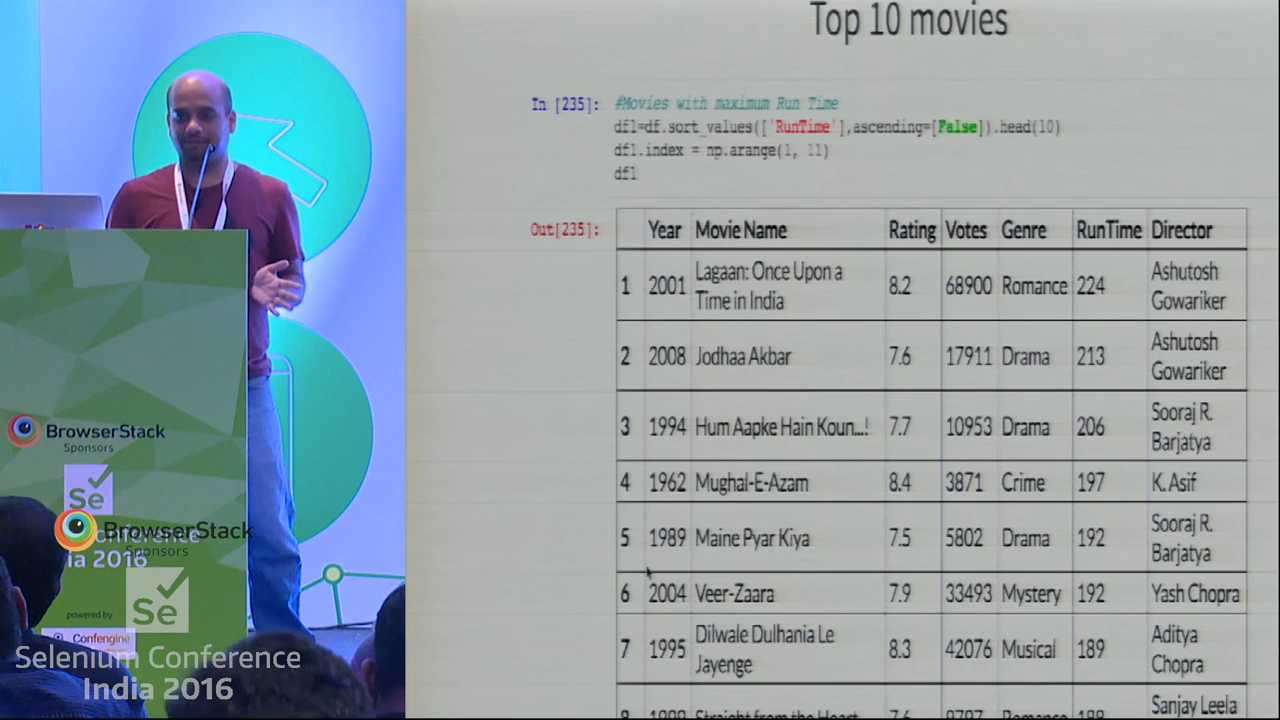 Top 10 movies
In [235]: #Movies with maximum Run Time
df1=df.sort_values(['RunTime'],ascending=[False]).head(10)
df1.index = np.arange(1, 11)
df1
Out[235]:
Year Movie Name Rating Votes Genre RunTime Director
1 2001 Lagaan: Once Upon a Time in India 8.2 68900 Romance 224 Ashutosh Gowariker
2 2008 Jodhaa Akbar 7.6 17911 Drama 213 Ashutosh Gowariker
3 1994 Hum Aapke Hain Koun...! 7.7 10953 Drama 206 Sooraj R. Barjatya
4 1962 Mughal-E-Azam 8.4 3871 Crime 197 K. Asif
5 1989 Maine Pyar Kiya 7.5 5802 Drama 192 Sooraj R. Barjatya
6 2004 Veer-Zaara 7.9 33493 Mystery 192 Yash Chopra
7 1995 Dilwale Dulhania Le Jayenge 8.3 42076 Musical 189 Aditya Chopra
Straight from the Heart Sanjay Leela
BrowserStack
Sponsors
Se
Conference
ia 2016
powered by
Confengine
BrowserStack
Sponsors
Se
Selenium Conference
India 2016